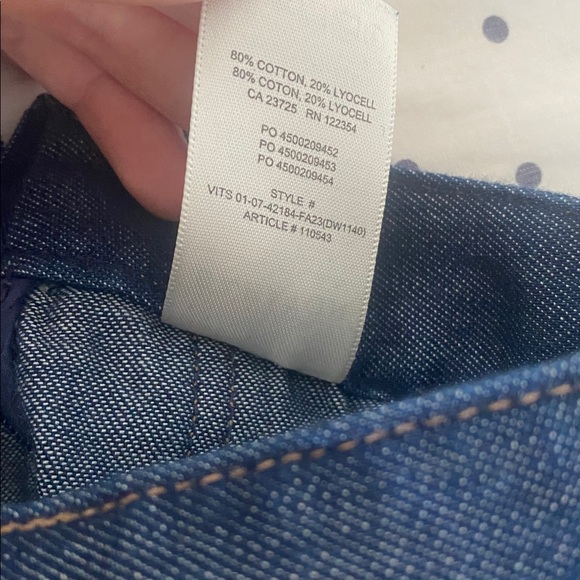 80% COTTON, 20% LYOCELL
80% COTON, 20% LYOCELL
CA 23725 RN 122354
PO 4500209452
PO 4500209453
PO 4500209454
STYLE #
VITS 01-07-42184-FA23(DW1140)
ARTICLE # 110543